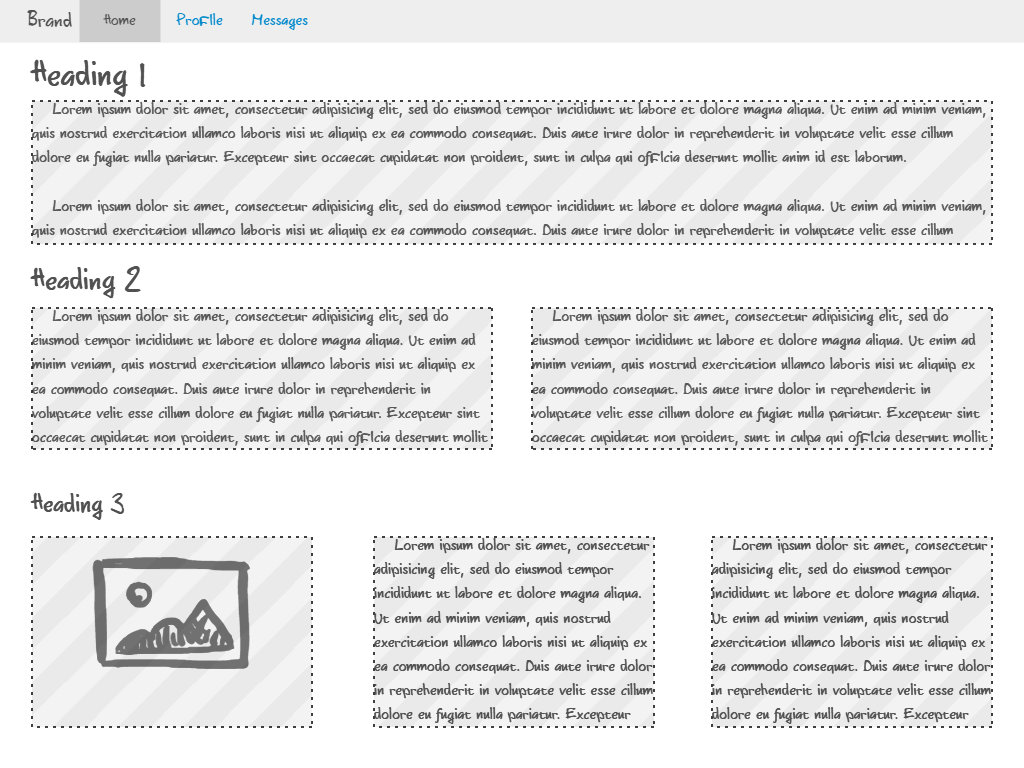 Brand Home Profile Messages
Heading 1
Lorem ipsum dolor sit amet, consectetur adipisicing elit, sed do eiusmod tempor incididunt ut labore et dolore magna aliqua. Ut enim ad minim veniam,
quis nostrud exercitation ullamco laboris nisi ut aliquip ex ea commodo consequat. Duis aute irure dolor in reprehenderit in voluptate velit esse cillum
dolore eu fugiat nulla pariatur. Excepteur sint occaecat cupidatat non proident, sunt in culpa qui officia deserunt mollit anim id est laborum.
Lorem ipsum dolor sit amet, consectetur adipisicing elit, sed do eiusmod tempor incididunt ut labore et dolore magna aliqua. Ut enim ad minim veniam,
quis nostrud exercitation ullamco laboris nisi ut aliquip ex ea commodo consequat. Duis aute irure dolor in reprehenderit in voluptate velit esse cillum
Heading 2
Lorem ipsum dolor sit amet, consectetur adipisicing elit, sed do
eiusmod tempor incididunt ut labore et dolore magna aliqua. Ut enim ad
minim veniam, quis nostrud exercitation ullamco laboris nisi ut aliquip ex
ea commodo consequat. Duis aute irure dolor in reprehenderit in
voluptate velit esse cillum dolore eu fugiat nulla pariatur. Excepteur sint
occaecat cupidatat non proident, sunt in culpa qui officia deserunt mollit
Lorem ipsum dolor sit amet, consectetur adipisicing elit, sed do
eiusmod tempor incididunt ut labore et dolore magna aliqua. Ut enim ad
minim veniam, quis nostrud exercitation ullamco laboris nisi ut aliquip ex
ea commodo consequat. Duis aute irure dolor in reprehenderit in
voluptate velit esse cillum dolore eu fugiat nulla pariatur. Excepteur sint
occaecat cupidatat non proident, sunt in culpa qui officia deserunt mollit
Heading 3
Lorem ipsum dolor sit amet, consectetur
adipisicing elit, sed do eiusmod tempor
incididunt ut labore et dolore magna aliqua.
Ut enim ad minim veniam, quis nostrud
exercitation ullamco laboris nisi ut aliquip ex
ea commodo consequat. Duis aute irure dolor
in reprehenderit in voluptate velit esse cillum
dolore eu fugiat nulla pariatur. Excepteur
Lorem ipsum dolor sit amet, consectetur
adipisicing elit, sed do eiusmod tempor
incididunt ut labore et dolore magna aliqua.
Ut enim ad minim veniam, quis nostrud
exercitation ullamco laboris nisi ut aliquip ex
ea commodo consequat. Duis aute irure dolor
in reprehenderit in voluptate velit esse cillum
dolore eu fugiat nulla pariatur. Excepteur